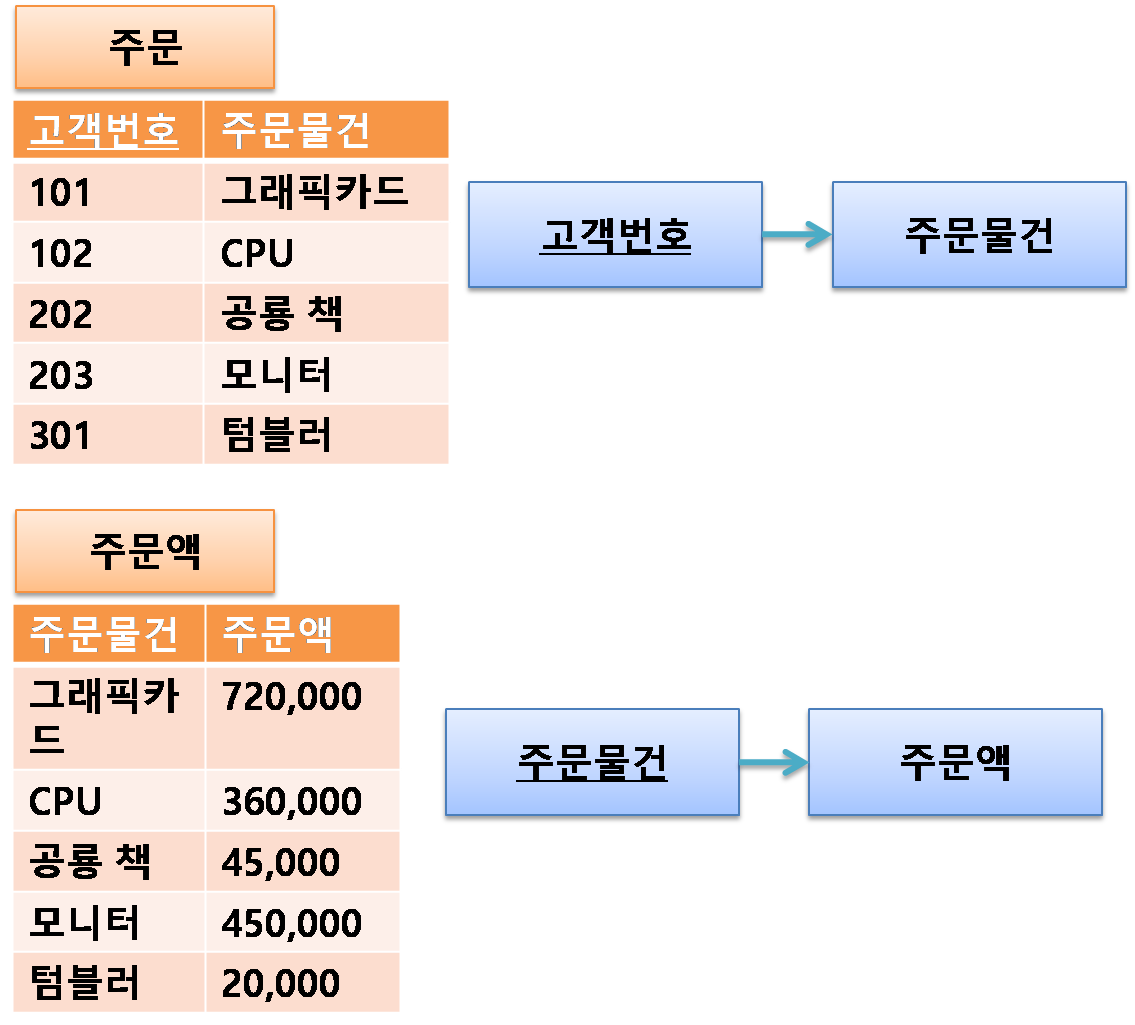 주문
고객번호 주문물건
101 그래픽카드
102 CPU
202 공룡 책
203 모니터
301 텀블러
고객번호
주문물건
주문액
주문물건 주문액
그래픽카 720,000
드
CPU 360,000
공룡 책 45,000
모니터 450,000
텀블러 20,000
주문물건
주문액